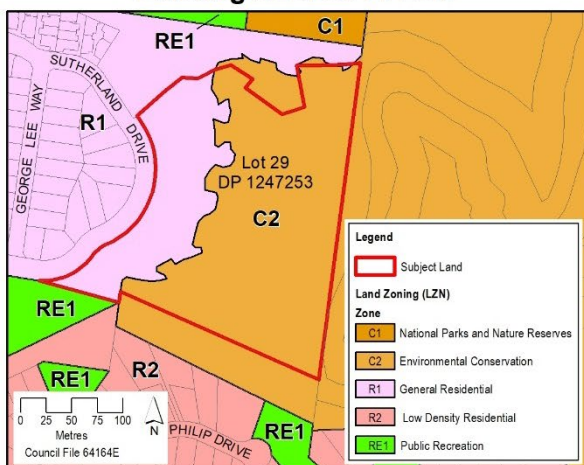 RE1
C1
SUTHERLAND DRIVE
GEORGE LEE WAY
R1
Lot 29
DP 1247253
C2
RE1
R2
RE1
RE1
PHILIP DRIVE
0 25 50 75 100
Metres
Council File 64164E
N
Legend
Subject Land
Land Zoning (LZN)
Zone
C1 National Parks and Nature Reserves
C2 Environmental Conservation
R1 General Residential
R2 Low Density Residential
RE1 Public Recreation